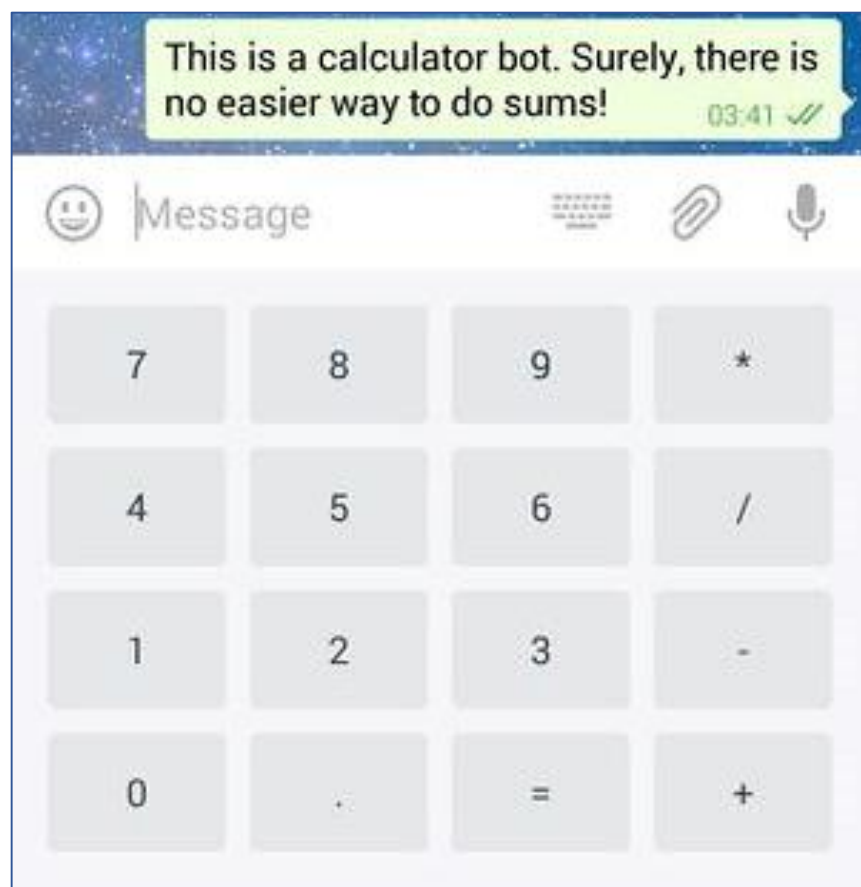 This is a calculator bot. Surely, there is
no easier way to do sums!
03:41
Message
7 8 9 *
4 5 6 /
1 2 3 -
0 . = +